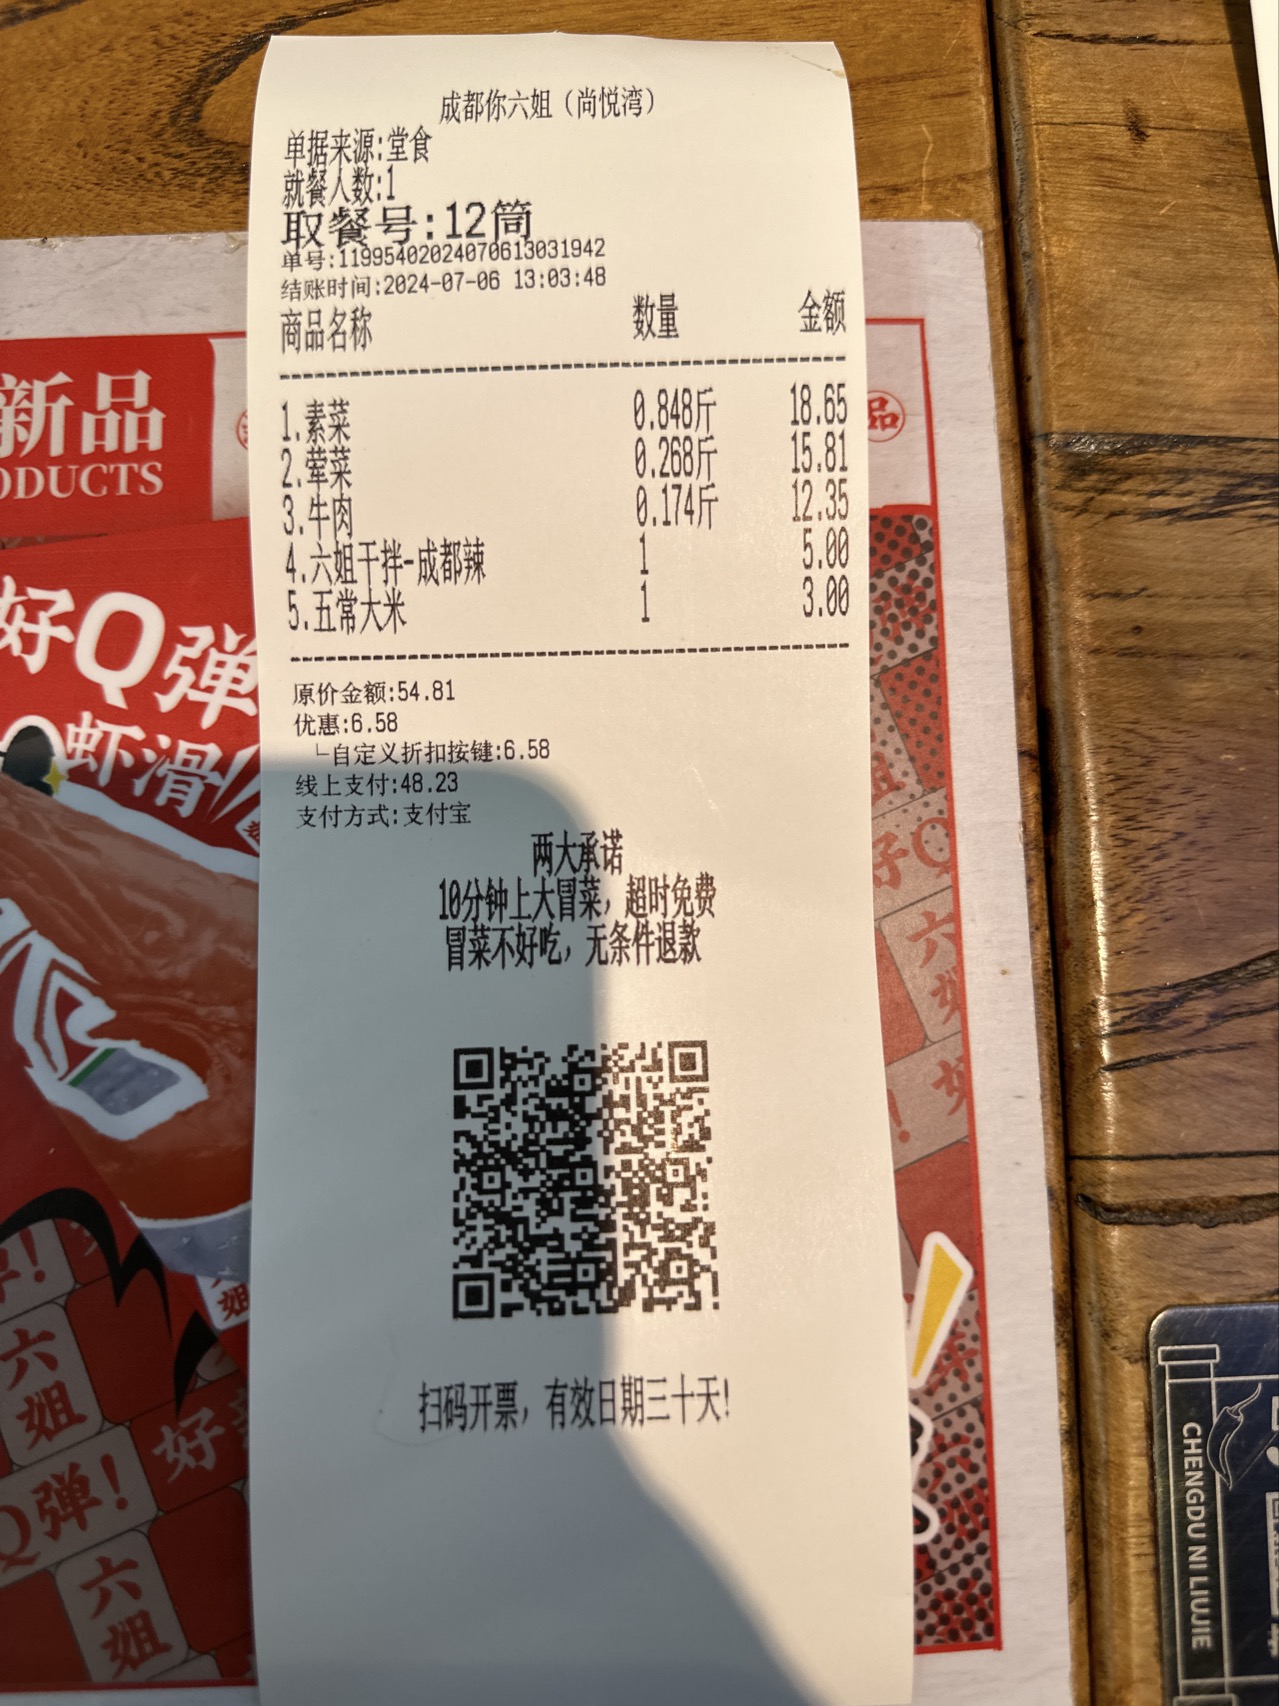 成都你六姐（尚悦湾）
单据来源:堂食
就餐人数:1
取餐号:12筒
单号:11995402024070613031942
结账时间:2024-07-06 13:03:48
商品名称 数量 金额
1.素菜 0.848斤 18.65
2.荤菜 0.268斤 15.81
3.牛肉 0.174斤 12.35
4.六姐干拌-成都辣 1 5.00
5.五常大米 1 3.00
原价金额:54.81
优惠:6.58
└自定义折扣按键:6.58
线上支付:48.23
支付方式:支付宝
两大承诺
10分钟上大冒菜，超时免费
冒菜不好吃，无条件退款
扫码开票，有效日期三十天!
新品
ODUCTS
好Q弹
Q虾滑
六
姐
好
Q弹!
六
姐
品
好Q
六
CHENGDU NI LIUJIE